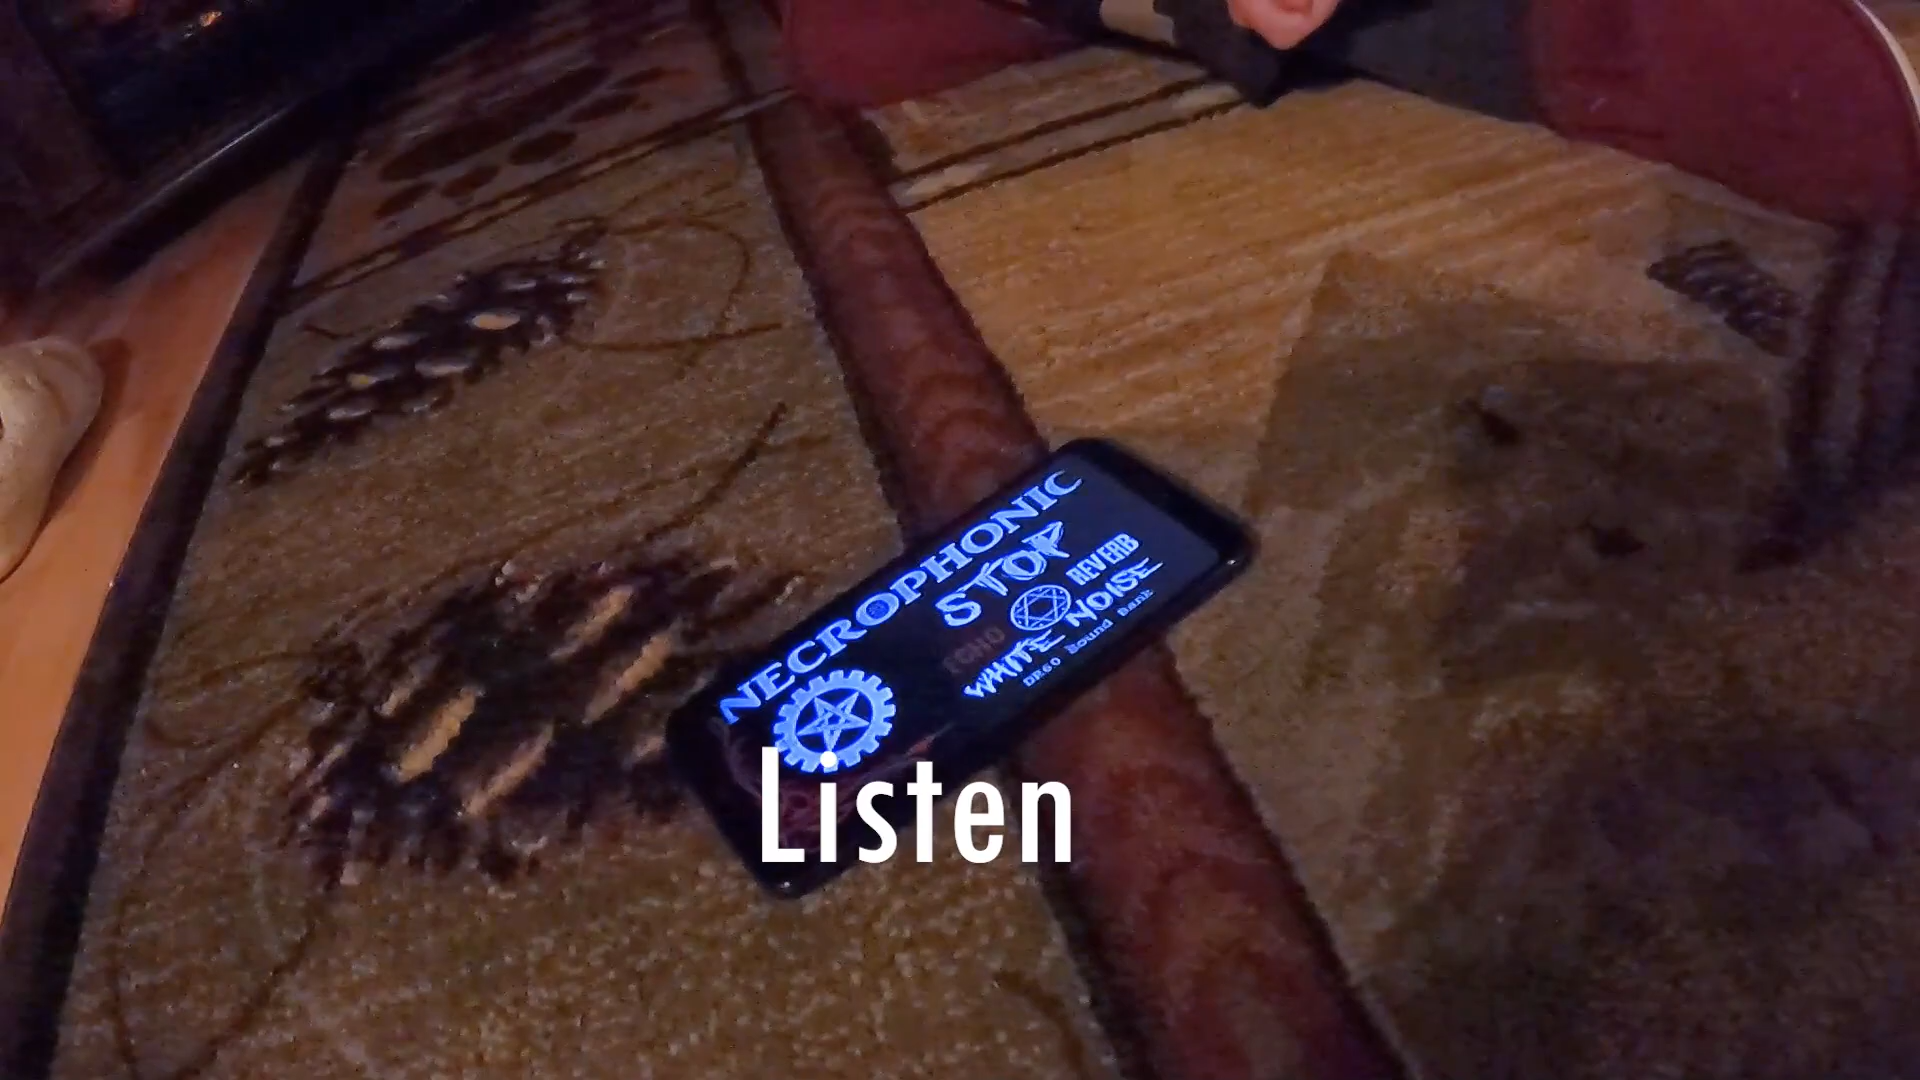 NECROPHONIC
STOP
ECHO
REVERB
WHITE NOISE
DR60 Sound Bank
Listen